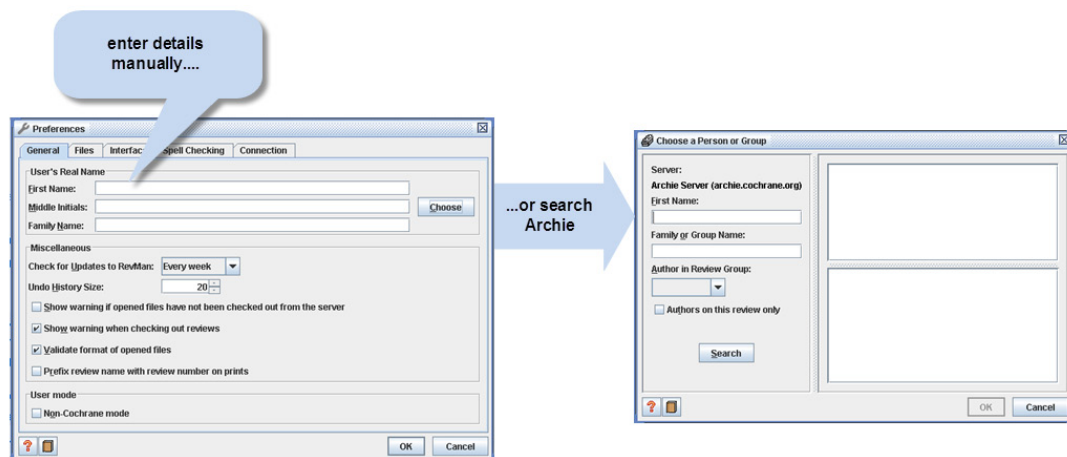 enter details
manually....
Preferences
General Files Interface Spell Checking Connection
User's Real Name
First Name:
Middle Initials:
Choose
Family Name:
Miscellaneous
Check for Updates to RevMan: Every week
Undo History Size: 20
Show warning if opened files have not been checked out from the server
Show warning when checking out reviews
Validate format of opened files
Prefix review name with review number on prints
User mode
Non-Cochrane mode
OK Cancel
...or search
Archie
Choose a Person or Group
Server:
Archie Server (archie.cochrane.org)
First Name:
Family or Group Name:
Author in Review Group:
Authors on this review only
Search
OK Cancel